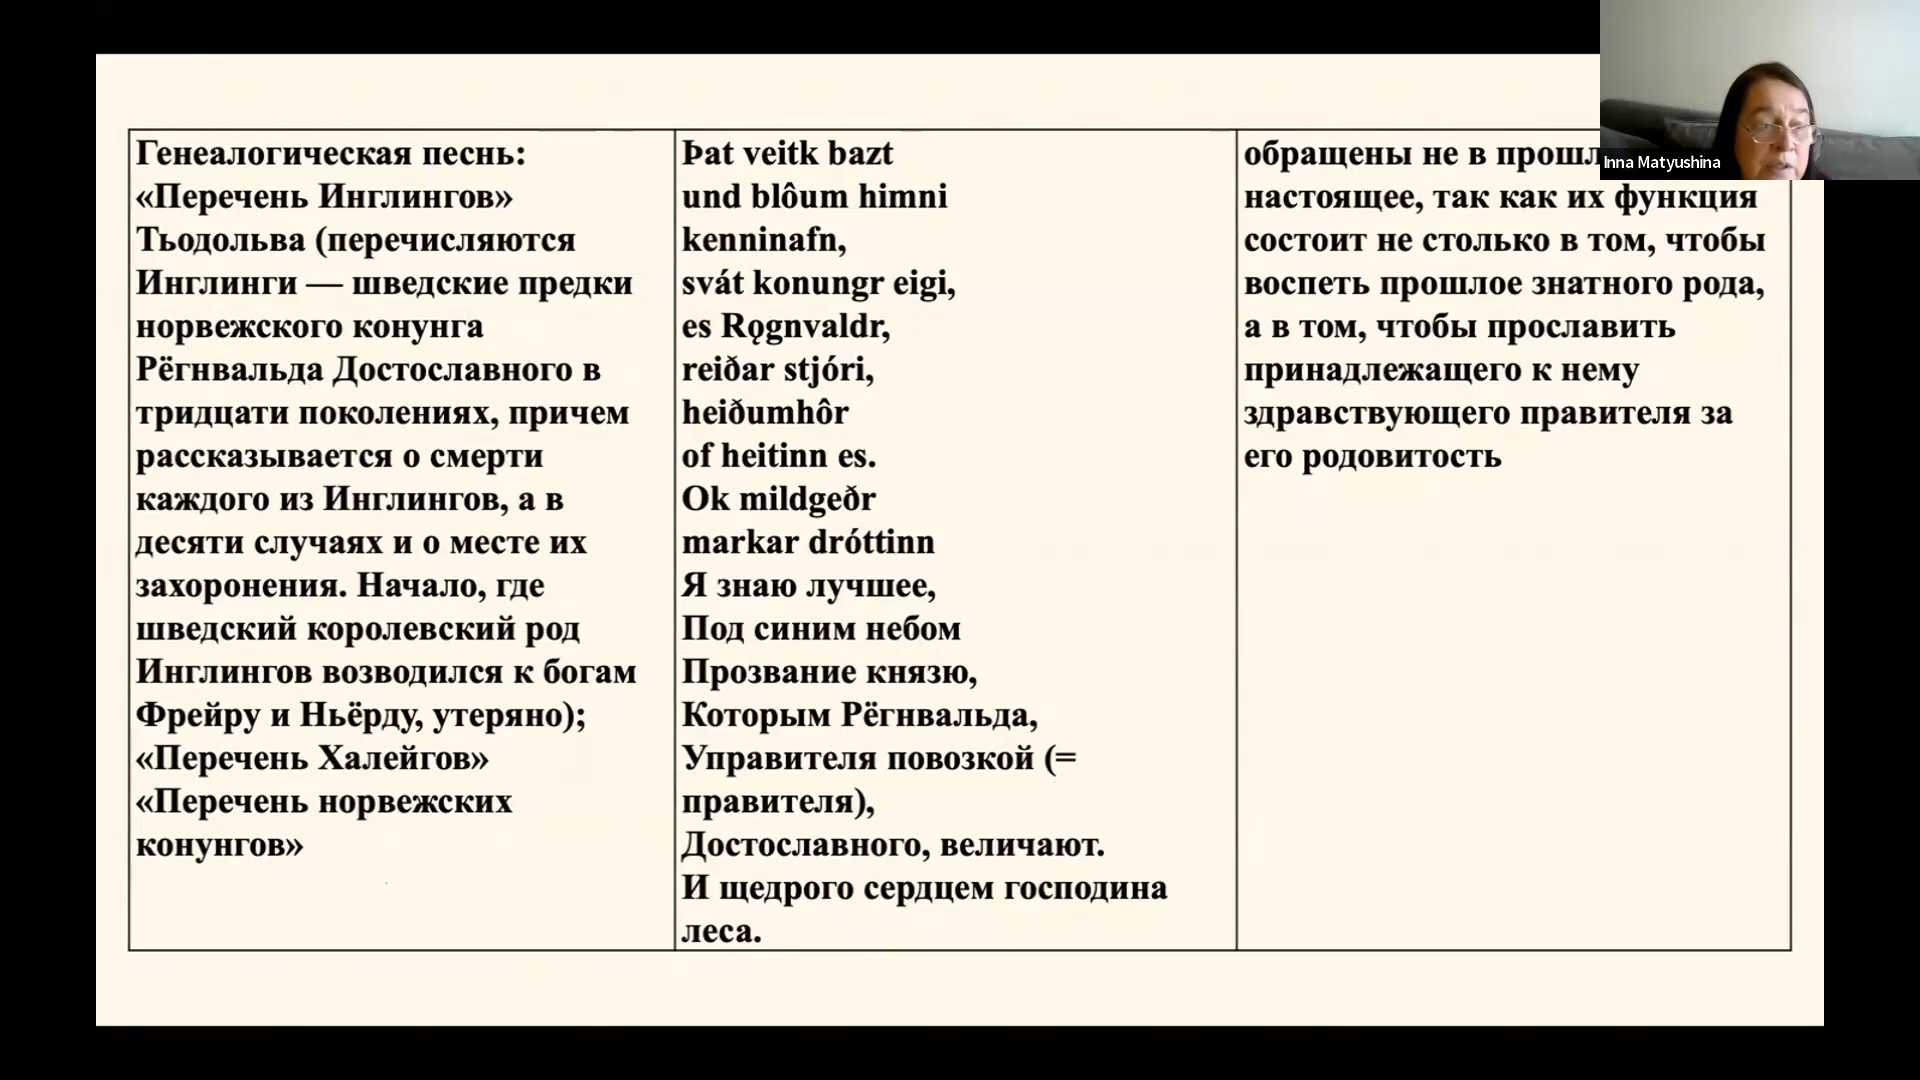 Генеалогическая песнь:
«Перечень Инглингов»
Тьодольва (перечисляются
Инглинги — шведские предки
норвежского конунга
Рёгнвальда Достославного в
тридцати поколениях, причем
рассказывается о смерти
каждого из Инглингов, а в
десяти случаях и о месте их
захоронения. Начало, где
шведский королевский род
Инглингов возводился к богам
Фрейру и Ньёрду, утеряно);
«Перечень Халейгов»
«Перечень норвежских
конунгов»
Þat veitk bazt
und blôum himni
kenninafn,
svát konungr eigi,
es Rǫgnvaldr,
reiðar stjóri,
heiðumhôr
of heitinn es.
Ok mildgeðr
markar dróttinn
Я знаю лучшее,
Под синим небом
Прозвание князю,
Которым Рёгнвальда,
Управителя повозкой (=
правителя),
Достославного, величают.
И щедрого сердцем господина
леса.
обращены не в
настоящее, так как их функция
состоит не столько в том, чтобы
воспеть прошлое знатного рода,
а в том, чтобы прославить
принадлежащего к нему
здравствующего правителя за
его родовитость
Inna Matyushina